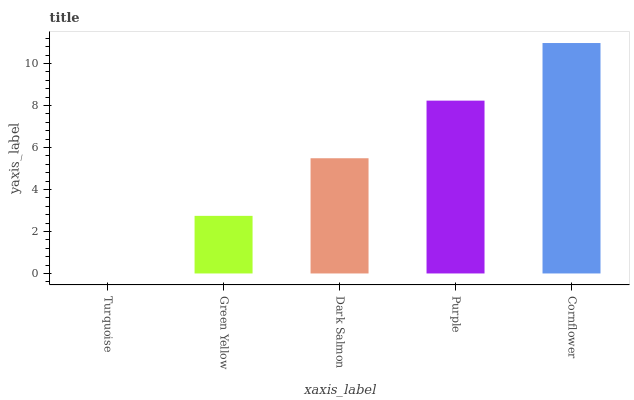 title
yaxis_label
10
8
6
4
2
0
Turquoise
Green Yellow
Dark Salmon
Purple
Cornflower
xaxis_label